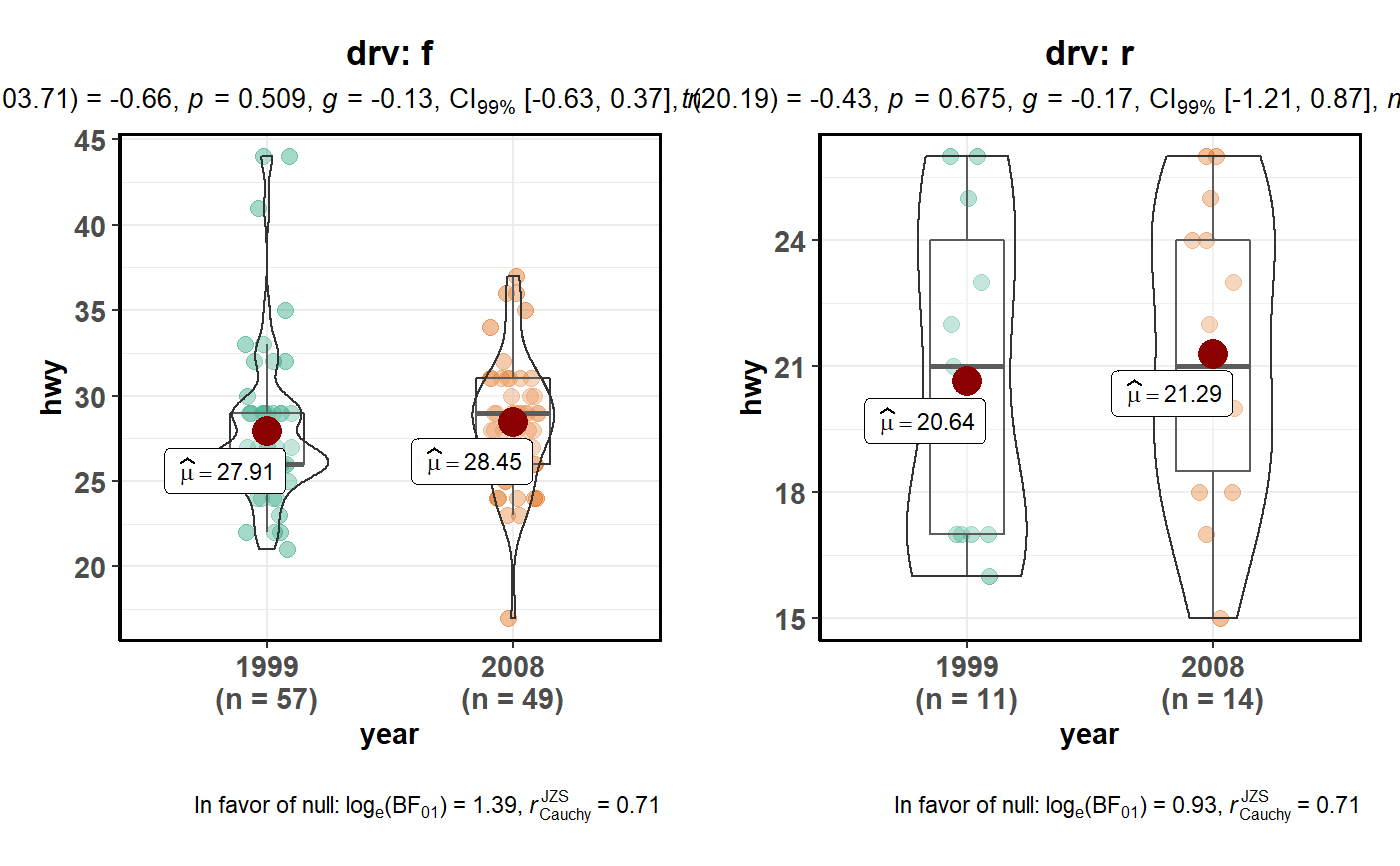 drv: f
03.71) = -0.66, p = 0.509, g = -0.13, CI99% [-0.63, 0.37],
45
40
35
30
25
20
hwy
μ̂ = 27.91
μ̂ = 28.45
1999
(n = 57)
2008
(n = 49)
year
In favor of null: loge(BF01) = 1.39, rJZSCauchy = 0.71
drv: r
(20.19) = -0.43, p = 0.675, g = -0.17, CI99% [-1.21, 0.87], n
24
21
18
15
hwy
μ̂ = 20.64
μ̂ = 21.29
1999
(n = 11)
2008
(n = 14)
year
In favor of null: loge(BF01) = 0.93, rJZSCauchy = 0.71